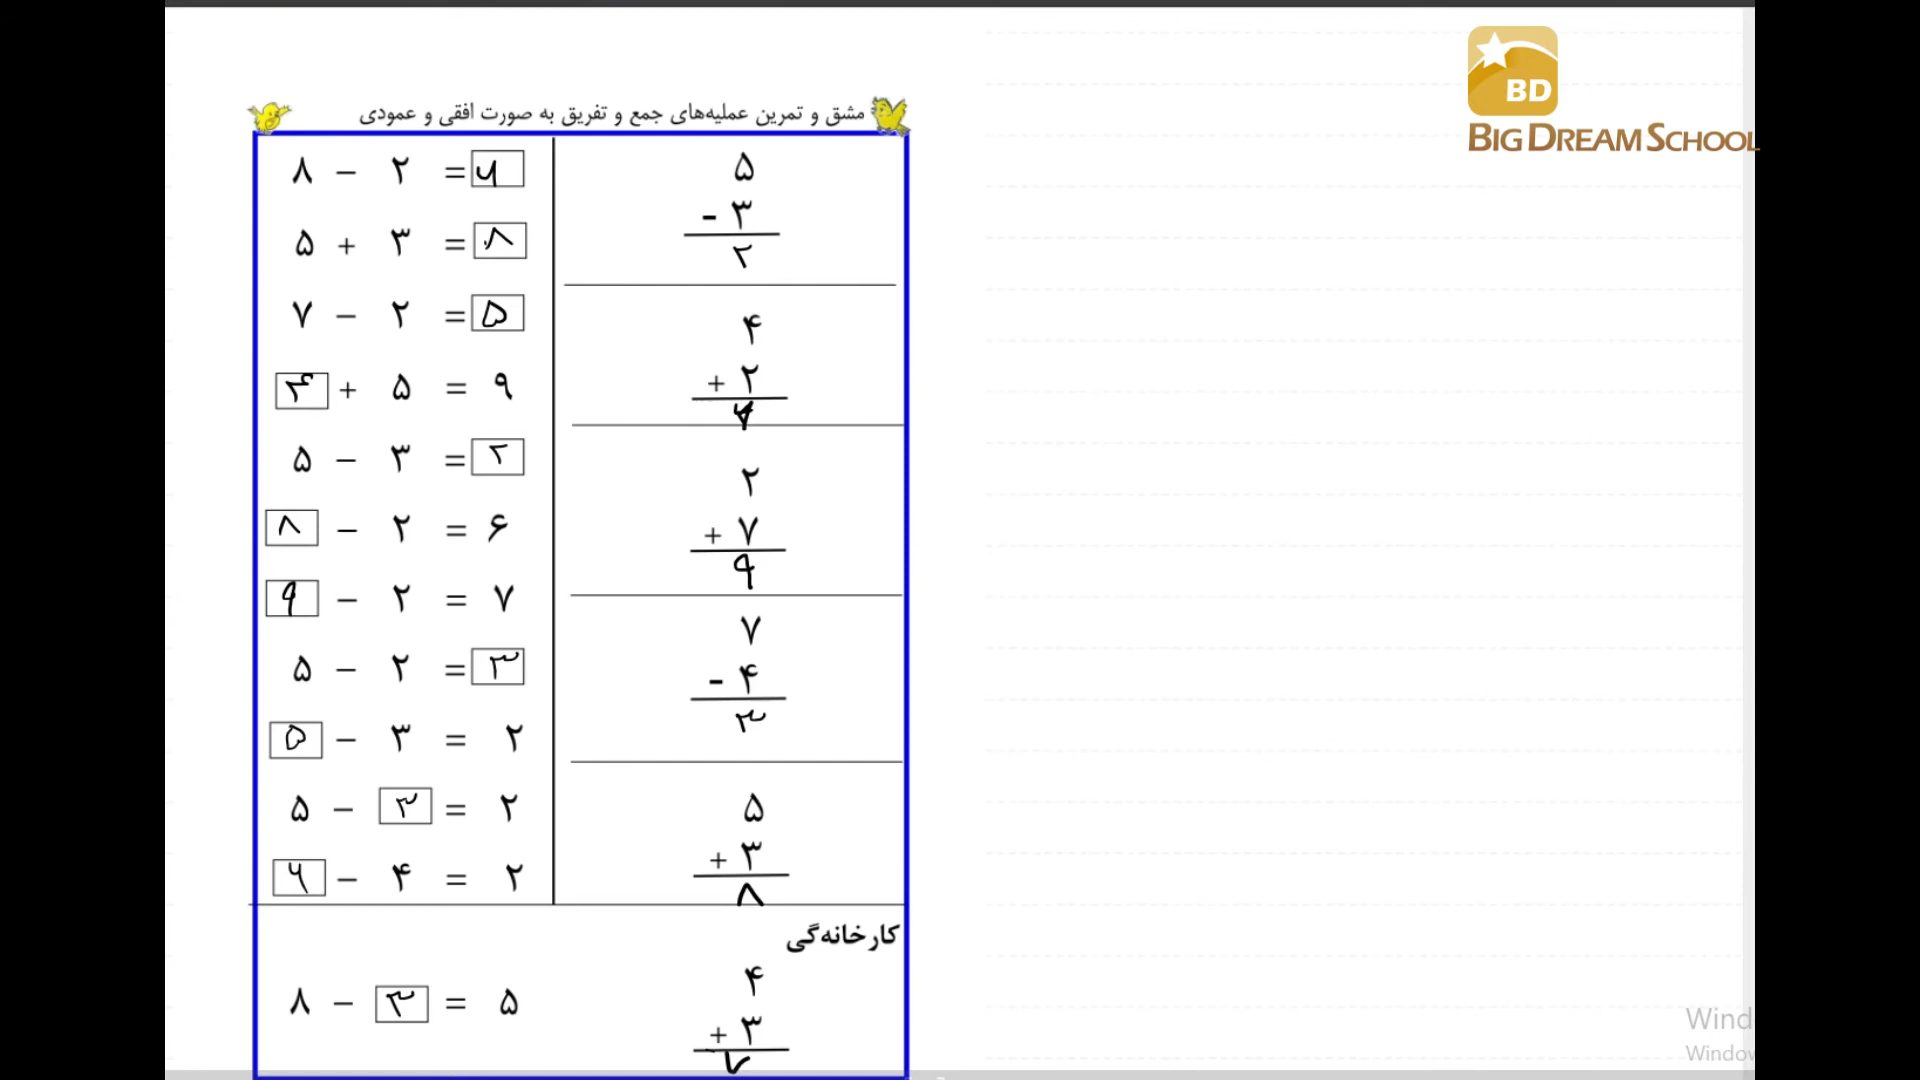 BD
BIG DREAM SCHOOL
مشق و تمرین عملیه‌های جمع و تفریق به صورت افقی و عمودی
۸ − ۲ = ۶
۵ + ۳ = ۸
۷ − ۲ = ۵
۴ + ۵ = ۹
۵ − ۳ = ۲
۸ − ۲ = ۶
۹ − ۲ = ۷
۵ − ۲ = ۳
۵ − ۳ = ۲
۵ − ۳ = ۲
۶ − ۴ = ۲
۵
- ۳
۲
۴
+ ۲
۲
+ ۷
۹
۷
- ۴
۳
۵
+ ۳
۸
کارخانه‌گی
۸ − ۳ = ۵
۴
+ ۳
۷
Wind
Window